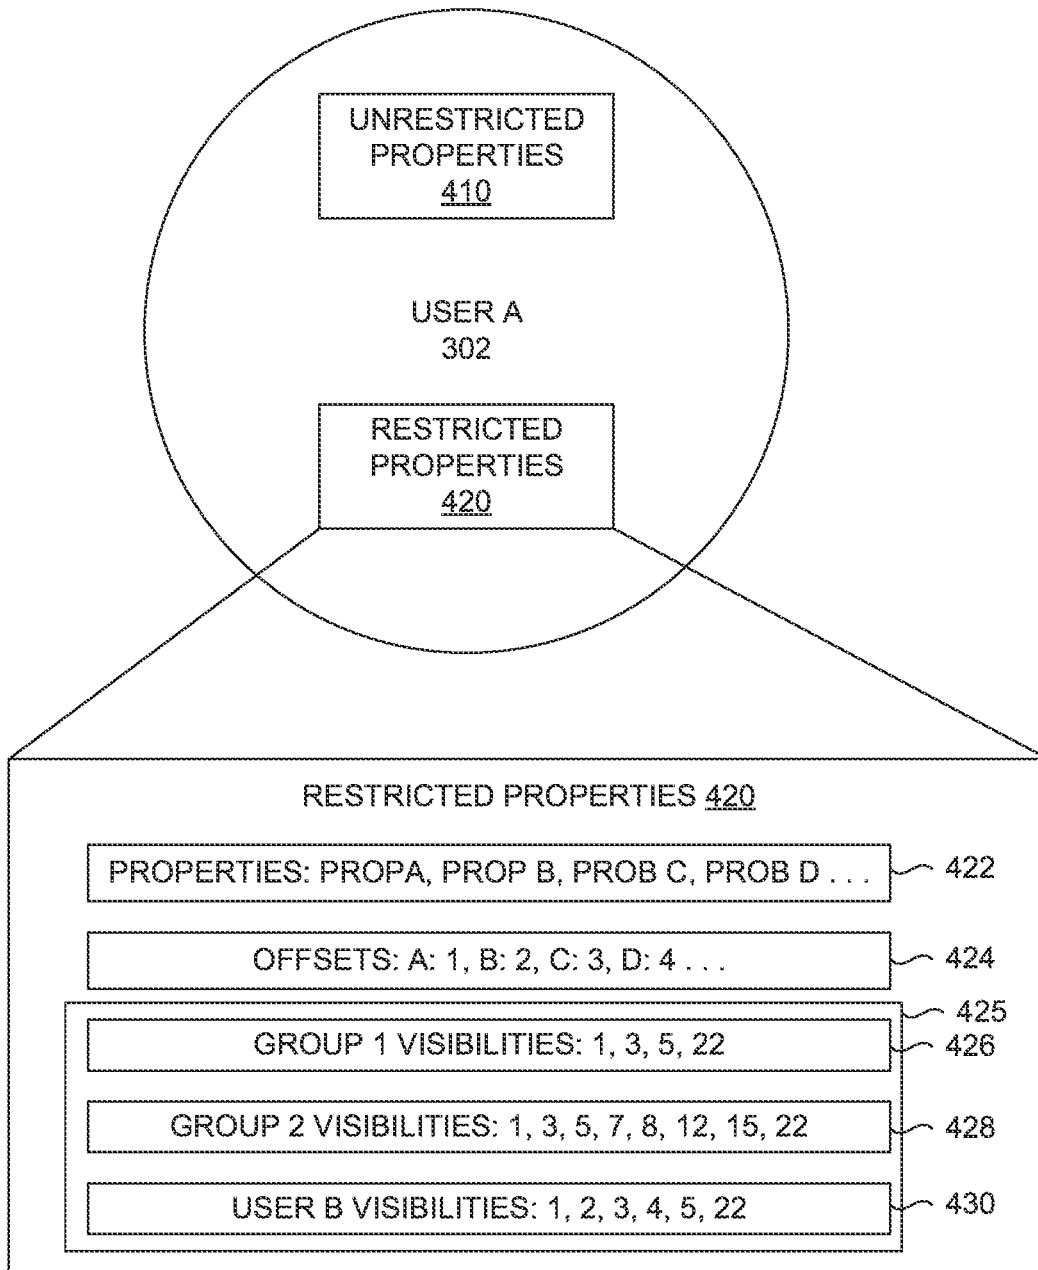 UNRESTRICTED
PROPERTIES
410
USER A
302
RESTRICTED
PROPERTIES
420
RESTRICTED PROPERTIES 420
PROPERTIES: PROPA, PROP B, PROB C, PROB D . . .
422
OFFSETS: A: 1, B: 2, C: 3, D: 4 . . .
424
425
GROUP 1 VISIBILITIES: 1, 3, 5, 22
426
GROUP 2 VISIBILITIES: 1, 3, 5, 7, 8, 12, 15, 22
428
USER B VISIBILITIES: 1, 2, 3, 4, 5, 22
430